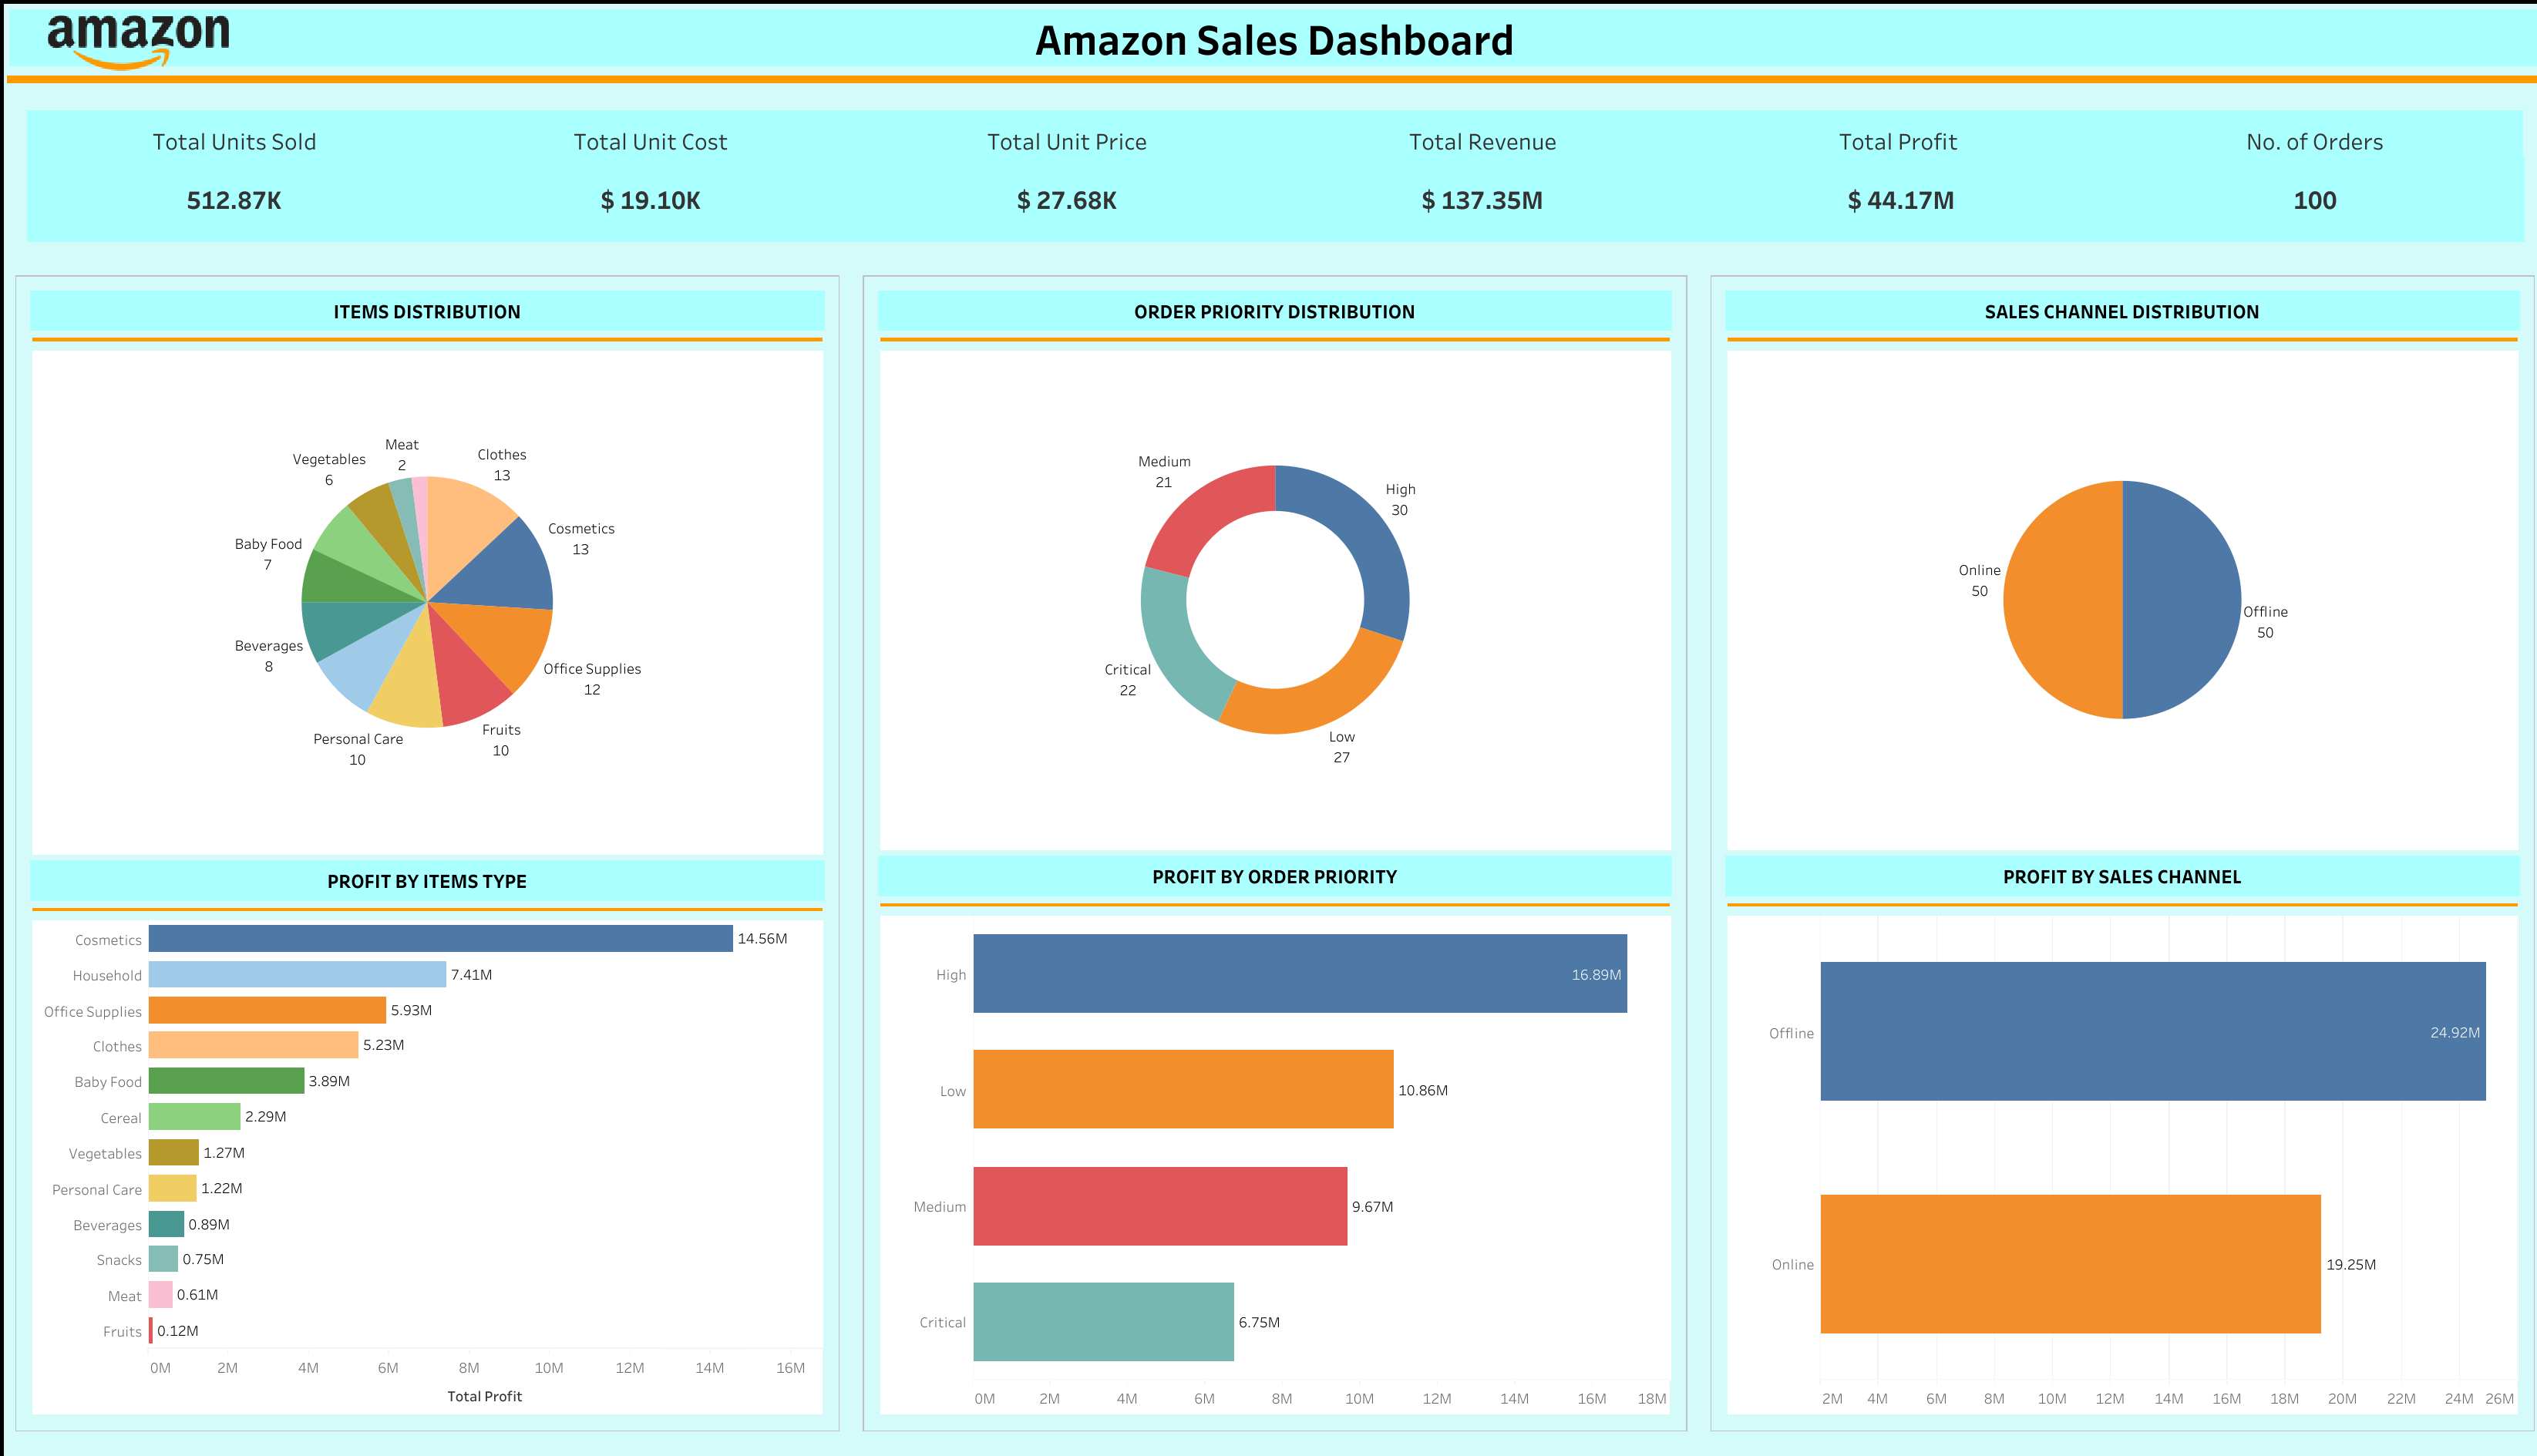 amazon
Amazon Sales Dashboard
Total Units Sold
512.87K
Total Unit Cost
$ 19.10K
Total Unit Price
$ 27.68K
Total Revenue
$ 137.35M
Total Profit
$ 44.17M
No. of Orders
100
ITEMS DISTRIBUTION
Meat
2
Clothes
13
Vegetables
6
Cosmetics
13
Baby Food
7
Beverages
8
Office Supplies
12
Fruits
10
Personal Care
10
ORDER PRIORITY DISTRIBUTION
Medium
21
High
30
Critical
22
Low
27
SALES CHANNEL DISTRIBUTION
Online
50
Offline
50
PROFIT BY ITEMS TYPE
Cosmetics 14.56M
Household 7.41M
Office Supplies 5.93M
Clothes 5.23M
Baby Food 3.89M
Cereal 2.29M
Vegetables 1.27M
Personal Care 1.22M
Beverages 0.89M
Snacks 0.75M
Meat 0.61M
Fruits 0.12M
0M 2M 4M 6M 8M 10M 12M 14M 16M
Total Profit
PROFIT BY ORDER PRIORITY
High 16.89M
Low 10.86M
Medium 9.67M
Critical 6.75M
0M 2M 4M 6M 8M 10M 12M 14M 16M 18M
PROFIT BY SALES CHANNEL
Offline 24.92M
Online 19.25M
2M 4M 6M 8M 10M 12M 14M 16M 18M 20M 22M 24M 26M